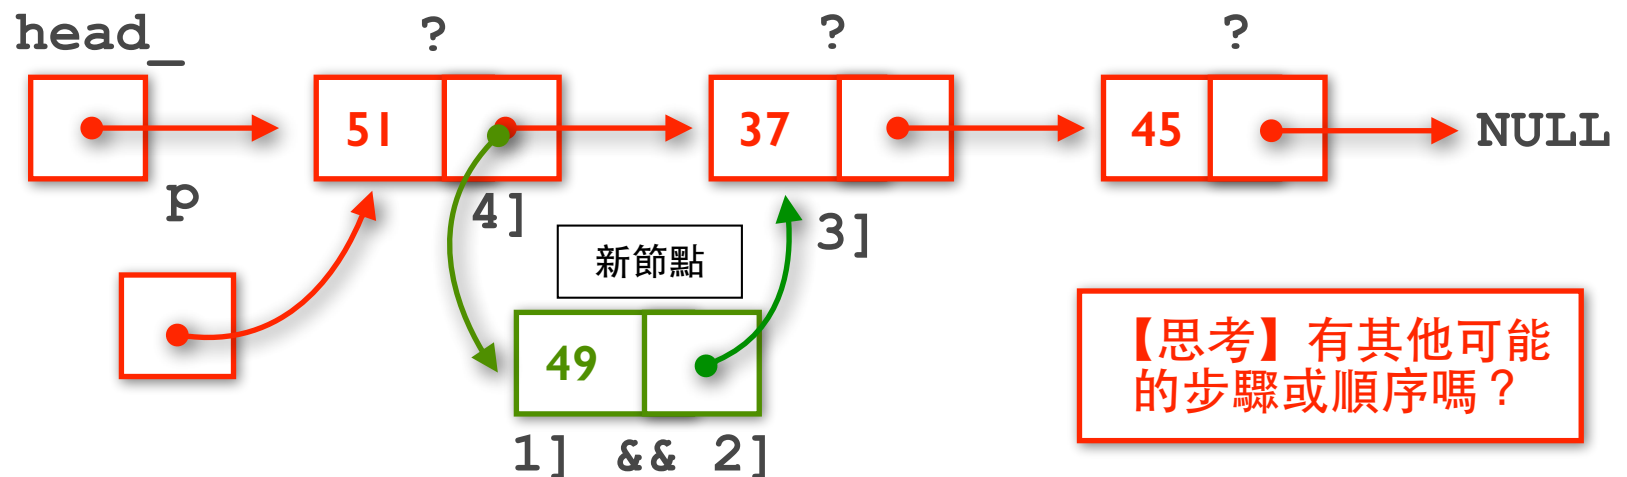 head_
?
?
?
51
37
45
NULL
p
4]
3]
新節點
49
1] && 2]
【思考】有其他可能
的步驟或順序嗎？